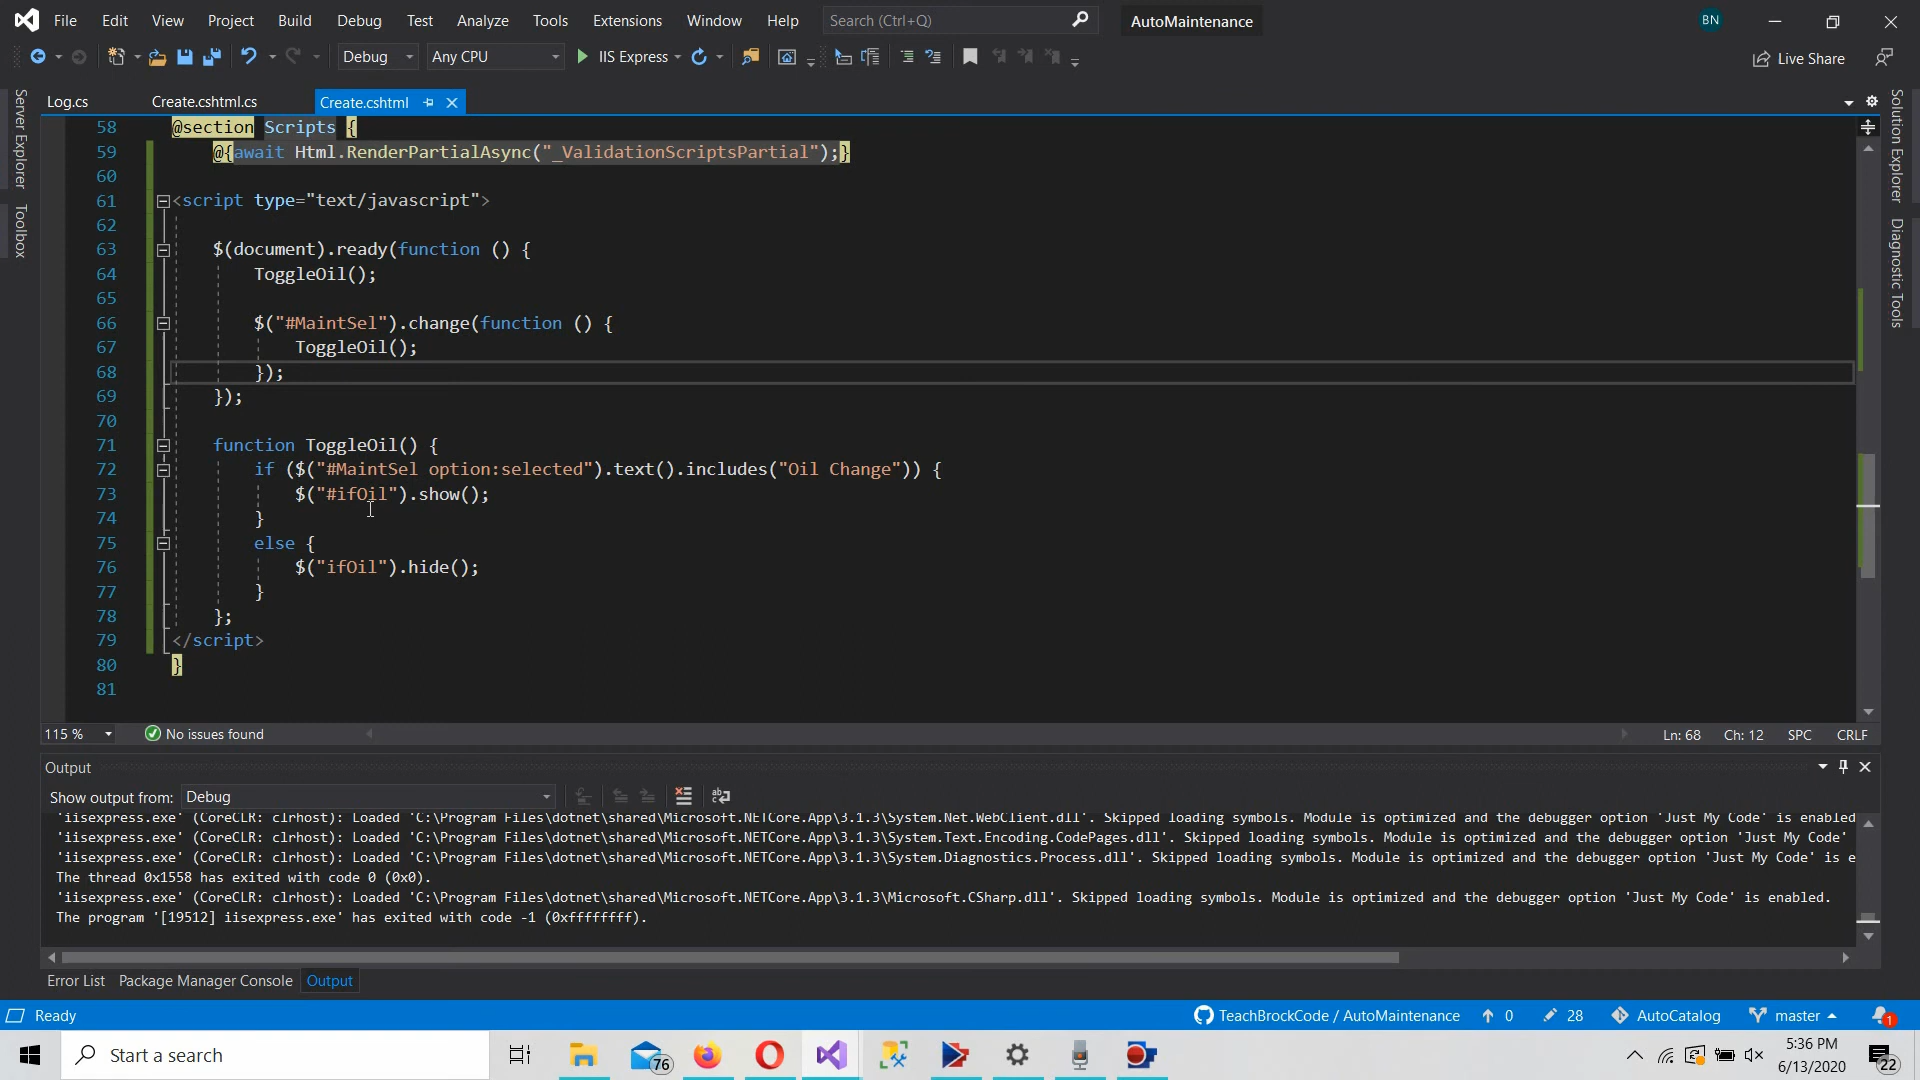 File Edit View Project Build Debug Test Analyze Tools Extensions Window Help Search (Ctrl+Q) AutoMaintenance BN
Debug Any CPU IIS Express Live Share
Log.cs Create.cshtml.cs Create.cshtml
Server Explorer
Toolbox
Solution Explorer
Diagnostic Tools
58 @section Scripts {
59 @{await Html.RenderPartialAsync("_ValidationScriptsPartial");}
60
61 <script type="text/javascript">
62
63 $(document).ready(function () {
64 ToggleOil();
65
66 $("#MaintSel").change(function () {
67 ToggleOil();
68 });
69 });
70
71 function ToggleOil() {
72 if ($("#MaintSel option:selected").text().includes("Oil Change")) {
73 $("#ifOil").show();
74 }
75 else {
76 $("ifOil").hide();
77 }
78 };
79 </script>
80 }
81
115 % No issues found Ln: 68 Ch: 12 SPC CRLF
Output
Show output from: Debug
'iisexpress.exe' (CoreCLR: clrhost): Loaded 'C:\Program Files\dotnet\shared\Microsoft.NETCore.App\3.1.3\System.Net.WebClient.dll'. Skipped loading symbols. Module is optimized and the debugger option 'Just My Code' is enabled
'iisexpress.exe' (CoreCLR: clrhost): Loaded 'C:\Program Files\dotnet\shared\Microsoft.NETCore.App\3.1.3\System.Text.Encoding.CodePages.dll'. Skipped loading symbols. Module is optimized and the debugger option 'Just My Code'
'iisexpress.exe' (CoreCLR: clrhost): Loaded 'C:\Program Files\dotnet\shared\Microsoft.NETCore.App\3.1.3\System.Diagnostics.Process.dll'. Skipped loading symbols. Module is optimized and the debugger option 'Just My Code' is e
The thread 0x1558 has exited with code 0 (0x0).
'iisexpress.exe' (CoreCLR: clrhost): Loaded 'C:\Program Files\dotnet\shared\Microsoft.NETCore.App\3.1.3\Microsoft.CSharp.dll'. Skipped loading symbols. Module is optimized and the debugger option 'Just My Code' is enabled.
The program '[19512] iisexpress.exe' has exited with code -1 (0xffffffff).
Error List Package Manager Console Output
Ready TeachBrockCode / AutoMaintenance 0 28 AutoCatalog master 1
Start a search 76 5:36 PM
6/13/2020 22